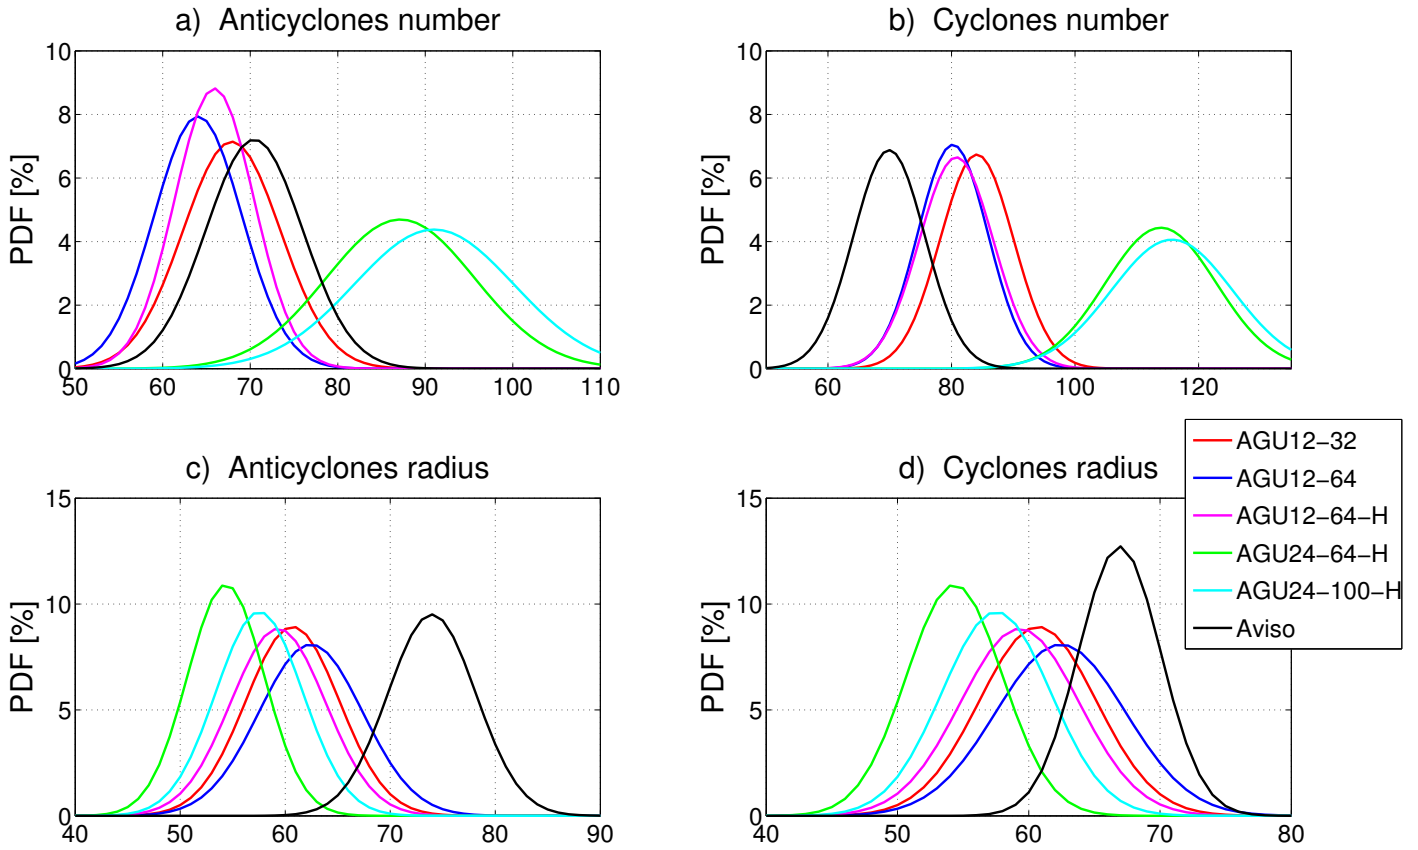 a) Anticyclones number
b) Cyclones number
PDF [%]
10
8
6
4
2
0
50 60 70 80 90 100 110
PDF [%]
10
8
6
4
2
0
60 80 100 120
c) Anticyclones radius
d) Cyclones radius
PDF [%]
15
10
5
0
40 50 60 70 80 90
PDF [%]
15
10
5
0
40 50 60 70 80
AGU12−32
AGU12−64
AGU12−64−H
AGU24−64−H
AGU24−100−H
Aviso